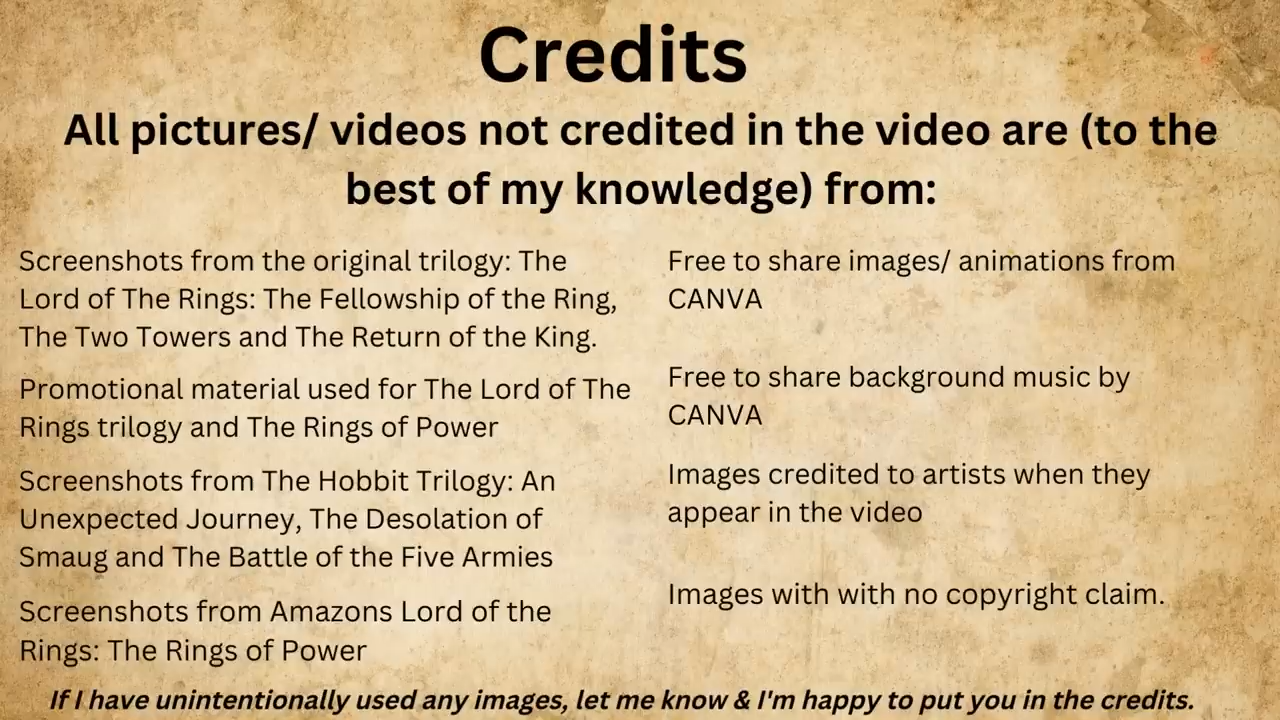 Credits
All pictures/ videos not credited in the video are (to the
best of my knowledge) from:
Screenshots from the original trilogy: The
Lord of The Rings: The Fellowship of the Ring,
The Two Towers and The Return of the King.
Promotional material used for The Lord of The
Rings trilogy and The Rings of Power
Screenshots from The Hobbit Trilogy: An
Unexpected Journey, The Desolation of
Smaug and The Battle of the Five Armies
Screenshots from Amazons Lord of the
Rings: The Rings of Power
Free to share images/ animations from
CANVA
Free to share background music by
CANVA
Images credited to artists when they
appear in the video
Images with with no copyright claim.
If I have unintentionally used any images, let me know & I'm happy to put you in the credits.